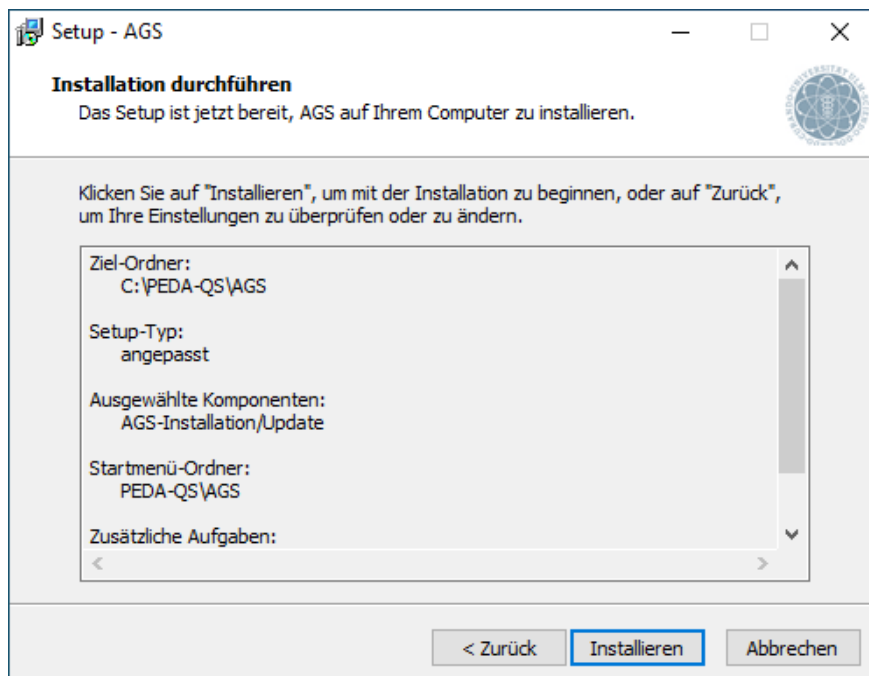 Setup - AGS
Installation durchführen
Das Setup ist jetzt bereit, AGS auf Ihrem Computer zu installieren.
Klicken Sie auf "Installieren", um mit der Installation zu beginnen, oder auf "Zurück",
um Ihre Einstellungen zu überprüfen oder zu ändern.
Ziel-Ordner:
C:\PEDA-QS\AGS
Setup-Typ:
angepasst
Ausgewählte Komponenten:
AGS-Installation/Update
Startmenü-Ordner:
PEDA-QS\AGS
Zusätzliche Aufgaben:
< Zurück
Installieren
Abbrechen